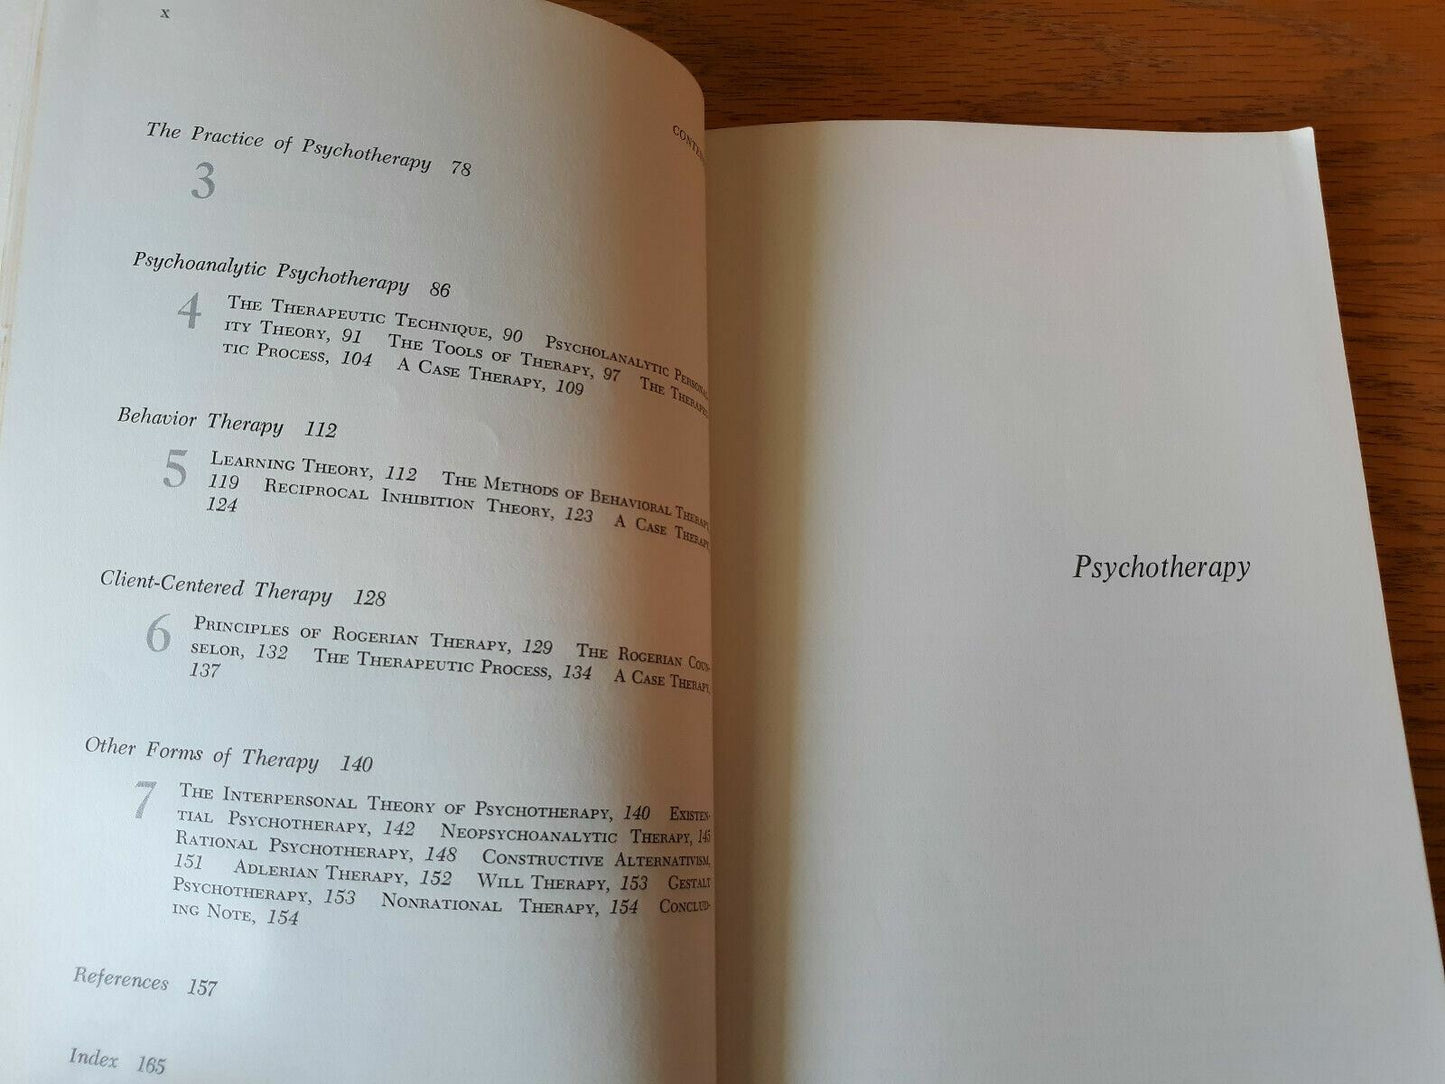 x
The Practice of Psychotherapy 78
3
Psychoanalytic Psychotherapy 86
4
THE THERAPEUTIC TECHNIQUE, 90 PSYCHOLANALYTIC PERSONAL-
ITY THEORY, 91 THE TOOLS OF THERAPY, 97 THE THERAPEU-
TIC PROCESS, 104 A CASE THERAPY, 109
Behavior Therapy 112
5
LEARNING THEORY, 112 THE METHODS OF BEHAVIORAL THERAPY,
119 RECIPROCAL INHIBITION THEORY, 123 A CASE THERAPY,
124
Client-Centered Therapy 128
6
PRINCIPLES OF ROGERIAN THERAPY, 129 THE ROGERIAN COUN-
SELOR, 132 THE THERAPEUTIC PROCESS, 134 A CASE THERAPY,
137
Other Forms of Therapy 140
7
THE INTERPERSONAL THEORY OF PSYCHOTHERAPY, 140 EXISTEN-
TIAL PSYCHOTHERAPY, 142 NEOPSYCHOANALYTIC THERAPY, 145
RATIONAL PSYCHOTHERAPY, 148 CONSTRUCTIVE ALTERNATIVISM,
151 ADLERIAN THERAPY, 152 WILL THERAPY, 153 GESTALT
PSYCHOTHERAPY, 153 NONRATIONAL THERAPY, 154 CONCLUD-
ING NOTE, 154
References 157
Index 165
Psychotherapy